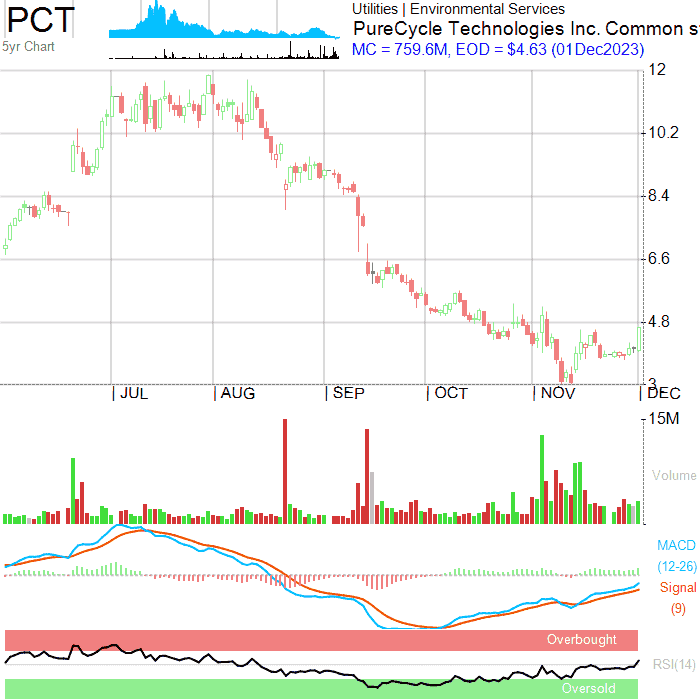 PCT
5yr Chart
Utilities | Environmental Services
PureCycle Technologies Inc. Common s
MC = 759.6M, EOD = $4.63 (01Dec2023)
12
10.2
8.4
6.6
4.8
3
JUL AUG SEP OCT NOV DEC
15M
Volume
MACD
(12-26)
Signal
(9)
Overbought
RSI(14)
Oversold